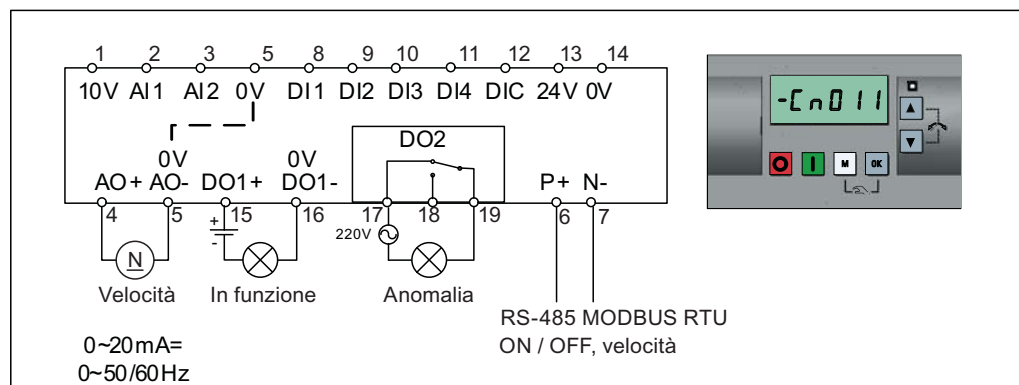 1 2 3 5 8 9 10 11 12 13 14
10V AI1 AI2 0V DI1 DI2 DI3 DI4 DIC 24V 0V
-Cn011
DO2
0V 0V
AO+ AO- DO1+ DO1- P+ N-
M OK
4 5 15 16 17 18 19 6 7
+
-
220V
N
Velocità In funzione Anomalia
RS-485 MODBUS RTU
ON / OFF, velocità
0~20mA=
0~50/60Hz